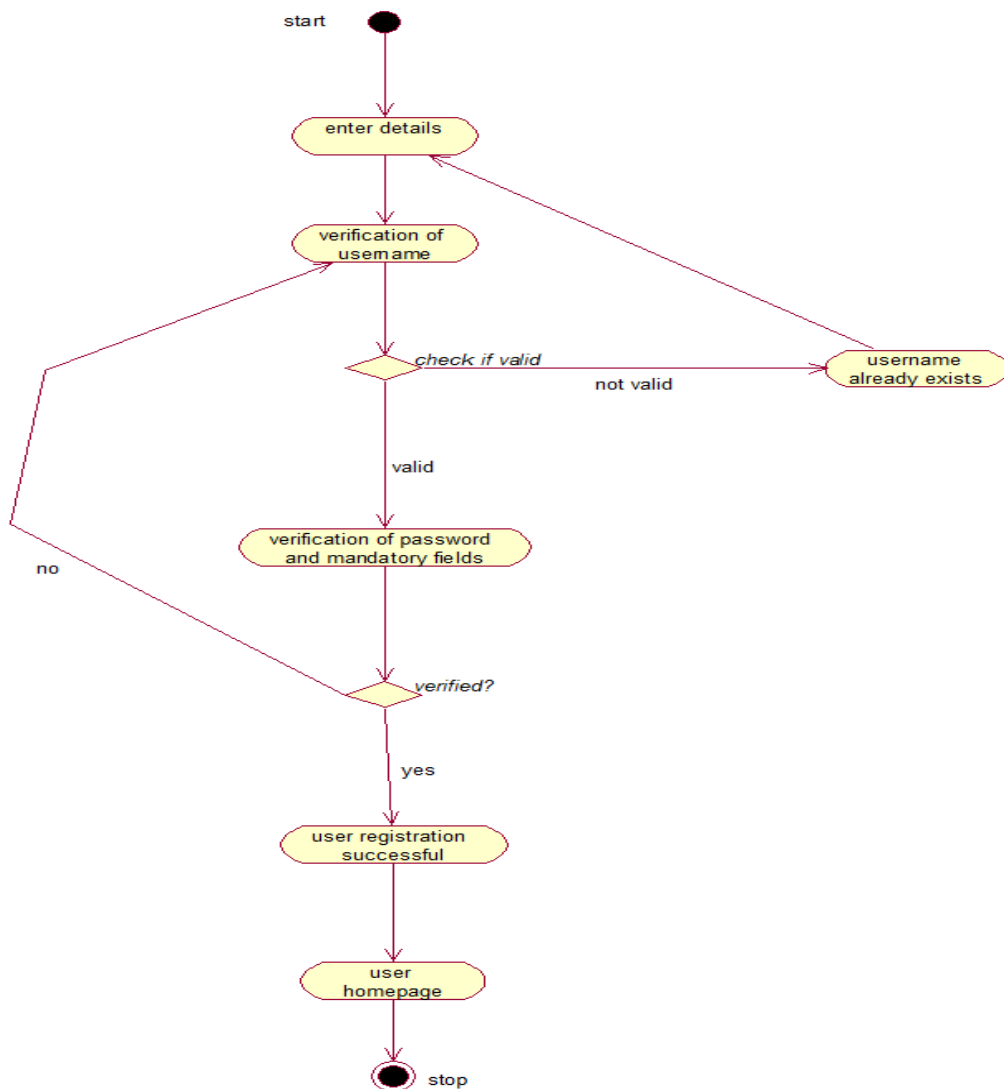 start
enter details
verification of
username
check if valid
not valid
username
already exists
valid
verification of password
and mandatory fields
no
verified?
yes
user registration
successful
user
homepage
stop